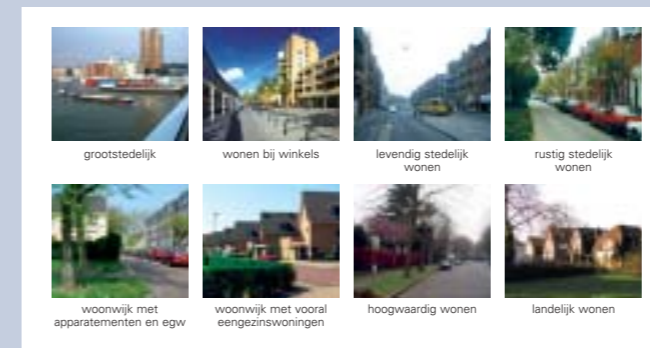 grootstedelijk
wonen bij winkels
levendig stedelijk
wonen
rustig stedelijk
wonen
woonwijk met
apparatementen en egw
woonwijk met vooral
eengezinswoningen
hoogwaardig wonen
landelijk wonen